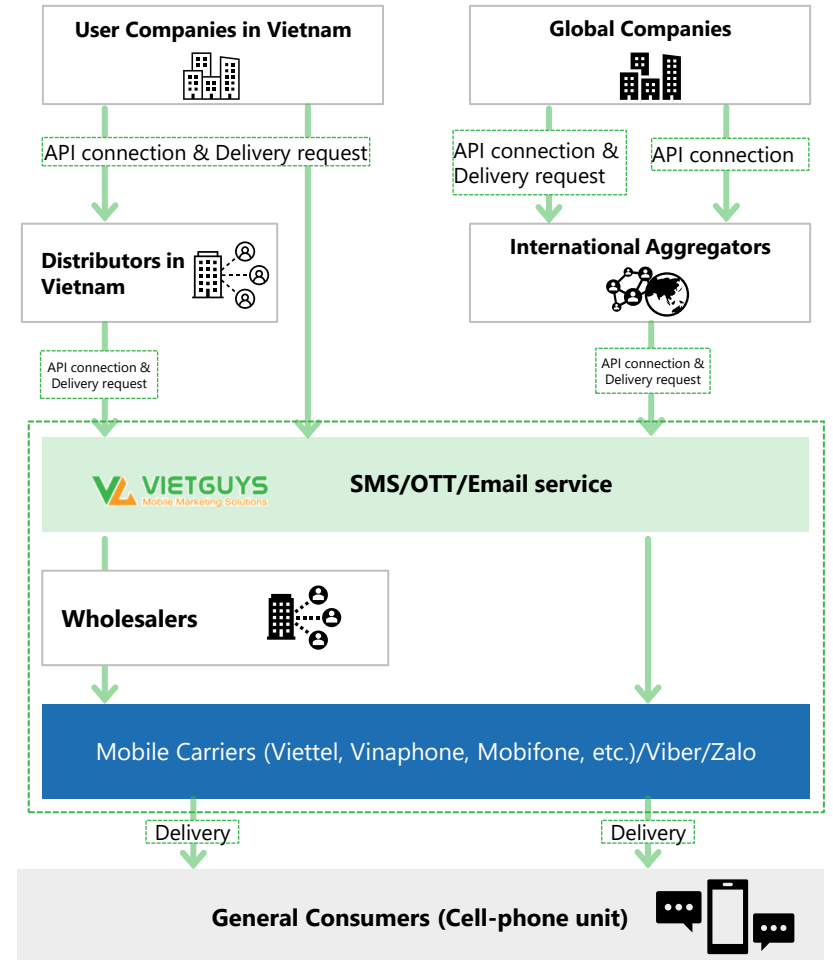 User Companies in Vietnam
Global Companies
API connection & Delivery request
API connection &
Delivery request
API connection
Distributors in
Vietnam
International Aggregators
API connection &
Delivery request
API connection &
Delivery request
VIETGUYS
Mobile Marketing Solutions
SMS/OTT/Email service
Wholesalers
Mobile Carriers (Viettel, Vinaphone, Mobifone, etc.)/Viber/Zalo
Delivery
Delivery
General Consumers (Cell-phone unit)